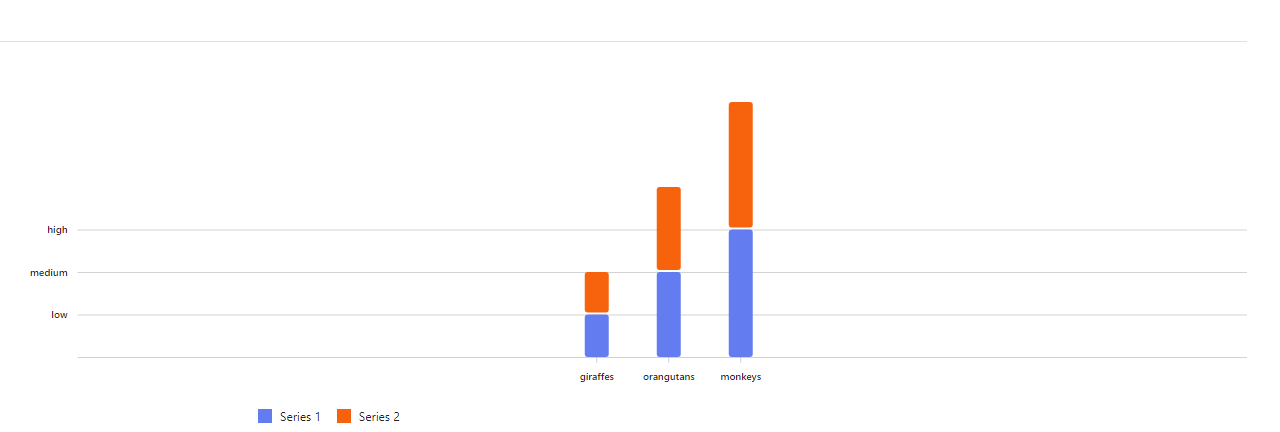 high
medium
low
giraffes orangutans monkeys
Series 1 Series 2